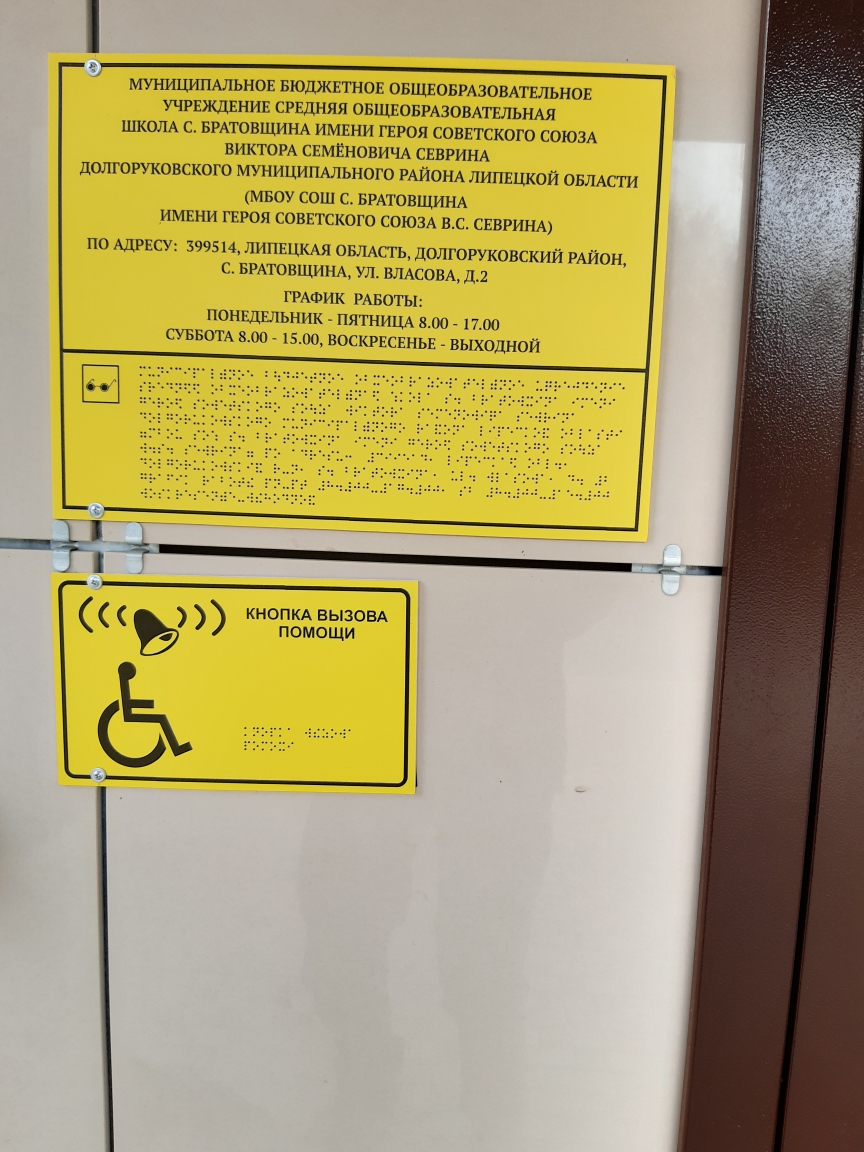 МУНИЦИПАЛЬНОЕ БЮДЖЕТНОЕ ОБЩЕОБРАЗОВАТЕЛЬНОЕ
УЧРЕЖДЕНИЕ СРЕДНЯЯ ОБЩЕОБРАЗОВАТЕЛЬНАЯ
ШКОЛА С. БРАТОВЩИНА ИМЕНИ ГЕРОЯ СОВЕТСКОГО СОЮЗА
ВИКТОРА СЕМЁНОВИЧА СЕВРИНА
ДОЛГОРУКОВСКОГО МУНИЦИПАЛЬНОГО РАЙОНА ЛИПЕЦКОЙ ОБЛАСТИ
(МБОУ СОШ С. БРАТОВЩИНА
ИМЕНИ ГЕРОЯ СОВЕТСКОГО СОЮЗА В.С. СЕВРИНА)
ПО АДРЕСУ: 399514, ЛИПЕЦКАЯ ОБЛАСТЬ, ДОЛГОРУКОВСКИЙ РАЙОН,
С. БРАТОВЩИНА, УЛ. ВЛАСОВА, Д.2
ГРАФИК РАБОТЫ:
ПОНЕДЕЛЬНИК - ПЯТНИЦА 8.00 - 17.00
СУББОТА 8.00 - 15.00, ВОСКРЕСЕНЬЕ - ВЫХОДНОЙ
КНОПКА ВЫЗОВА
ПОМОЩИ